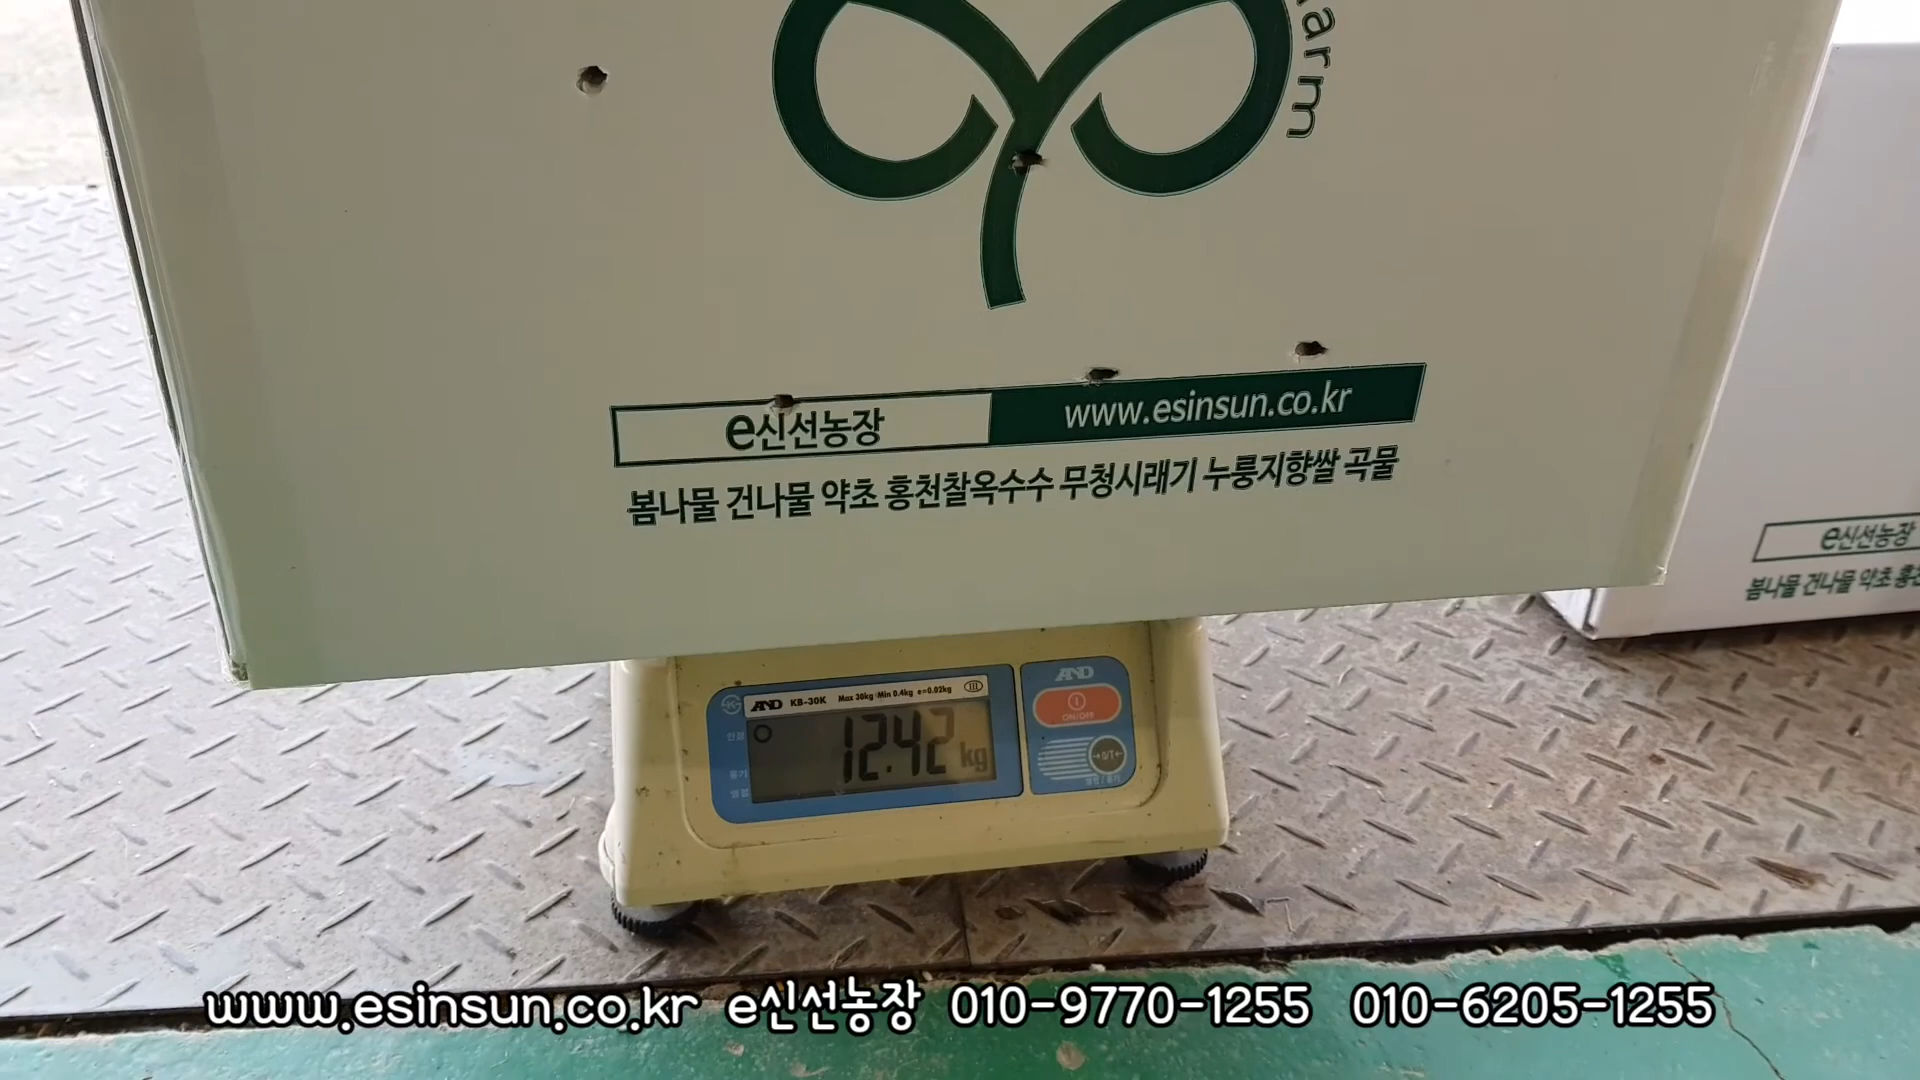 arm
e신선농장 www.esinsun.co.kr
봄나물 건나물 약초 홍천찰옥수수 무청시래기 누룽지향쌀 곡물
e신선농장
봄나물 건나물 약초 홍천
AND KB-30K Max 30kg Min 0.4kg e=0.02kg III
12.42 kg
AND
ON/OFF
→0/T←
www.esinsun.co.kr e신선농장 010-9770-1255 010-6205-1255